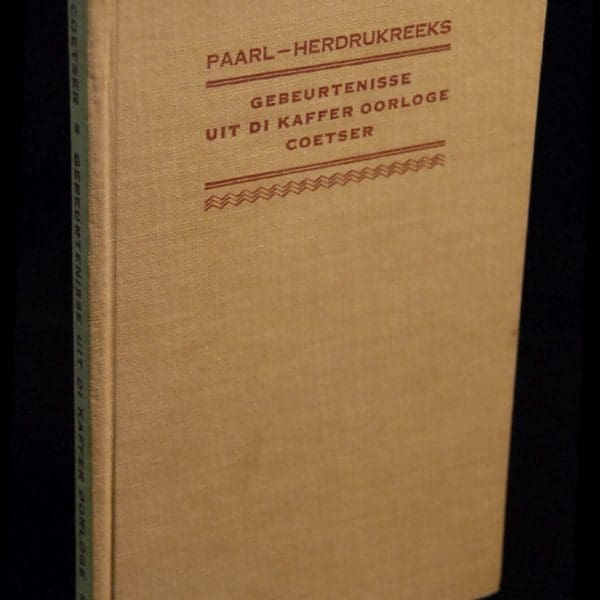 PAARL—HERDRUKREEKS
GEBEURTENISSE
UIT DI KAFFER OORLOGE
COETSER
COETSER * GEBEURTENISSE UIT DI KAFFER OORLOGE